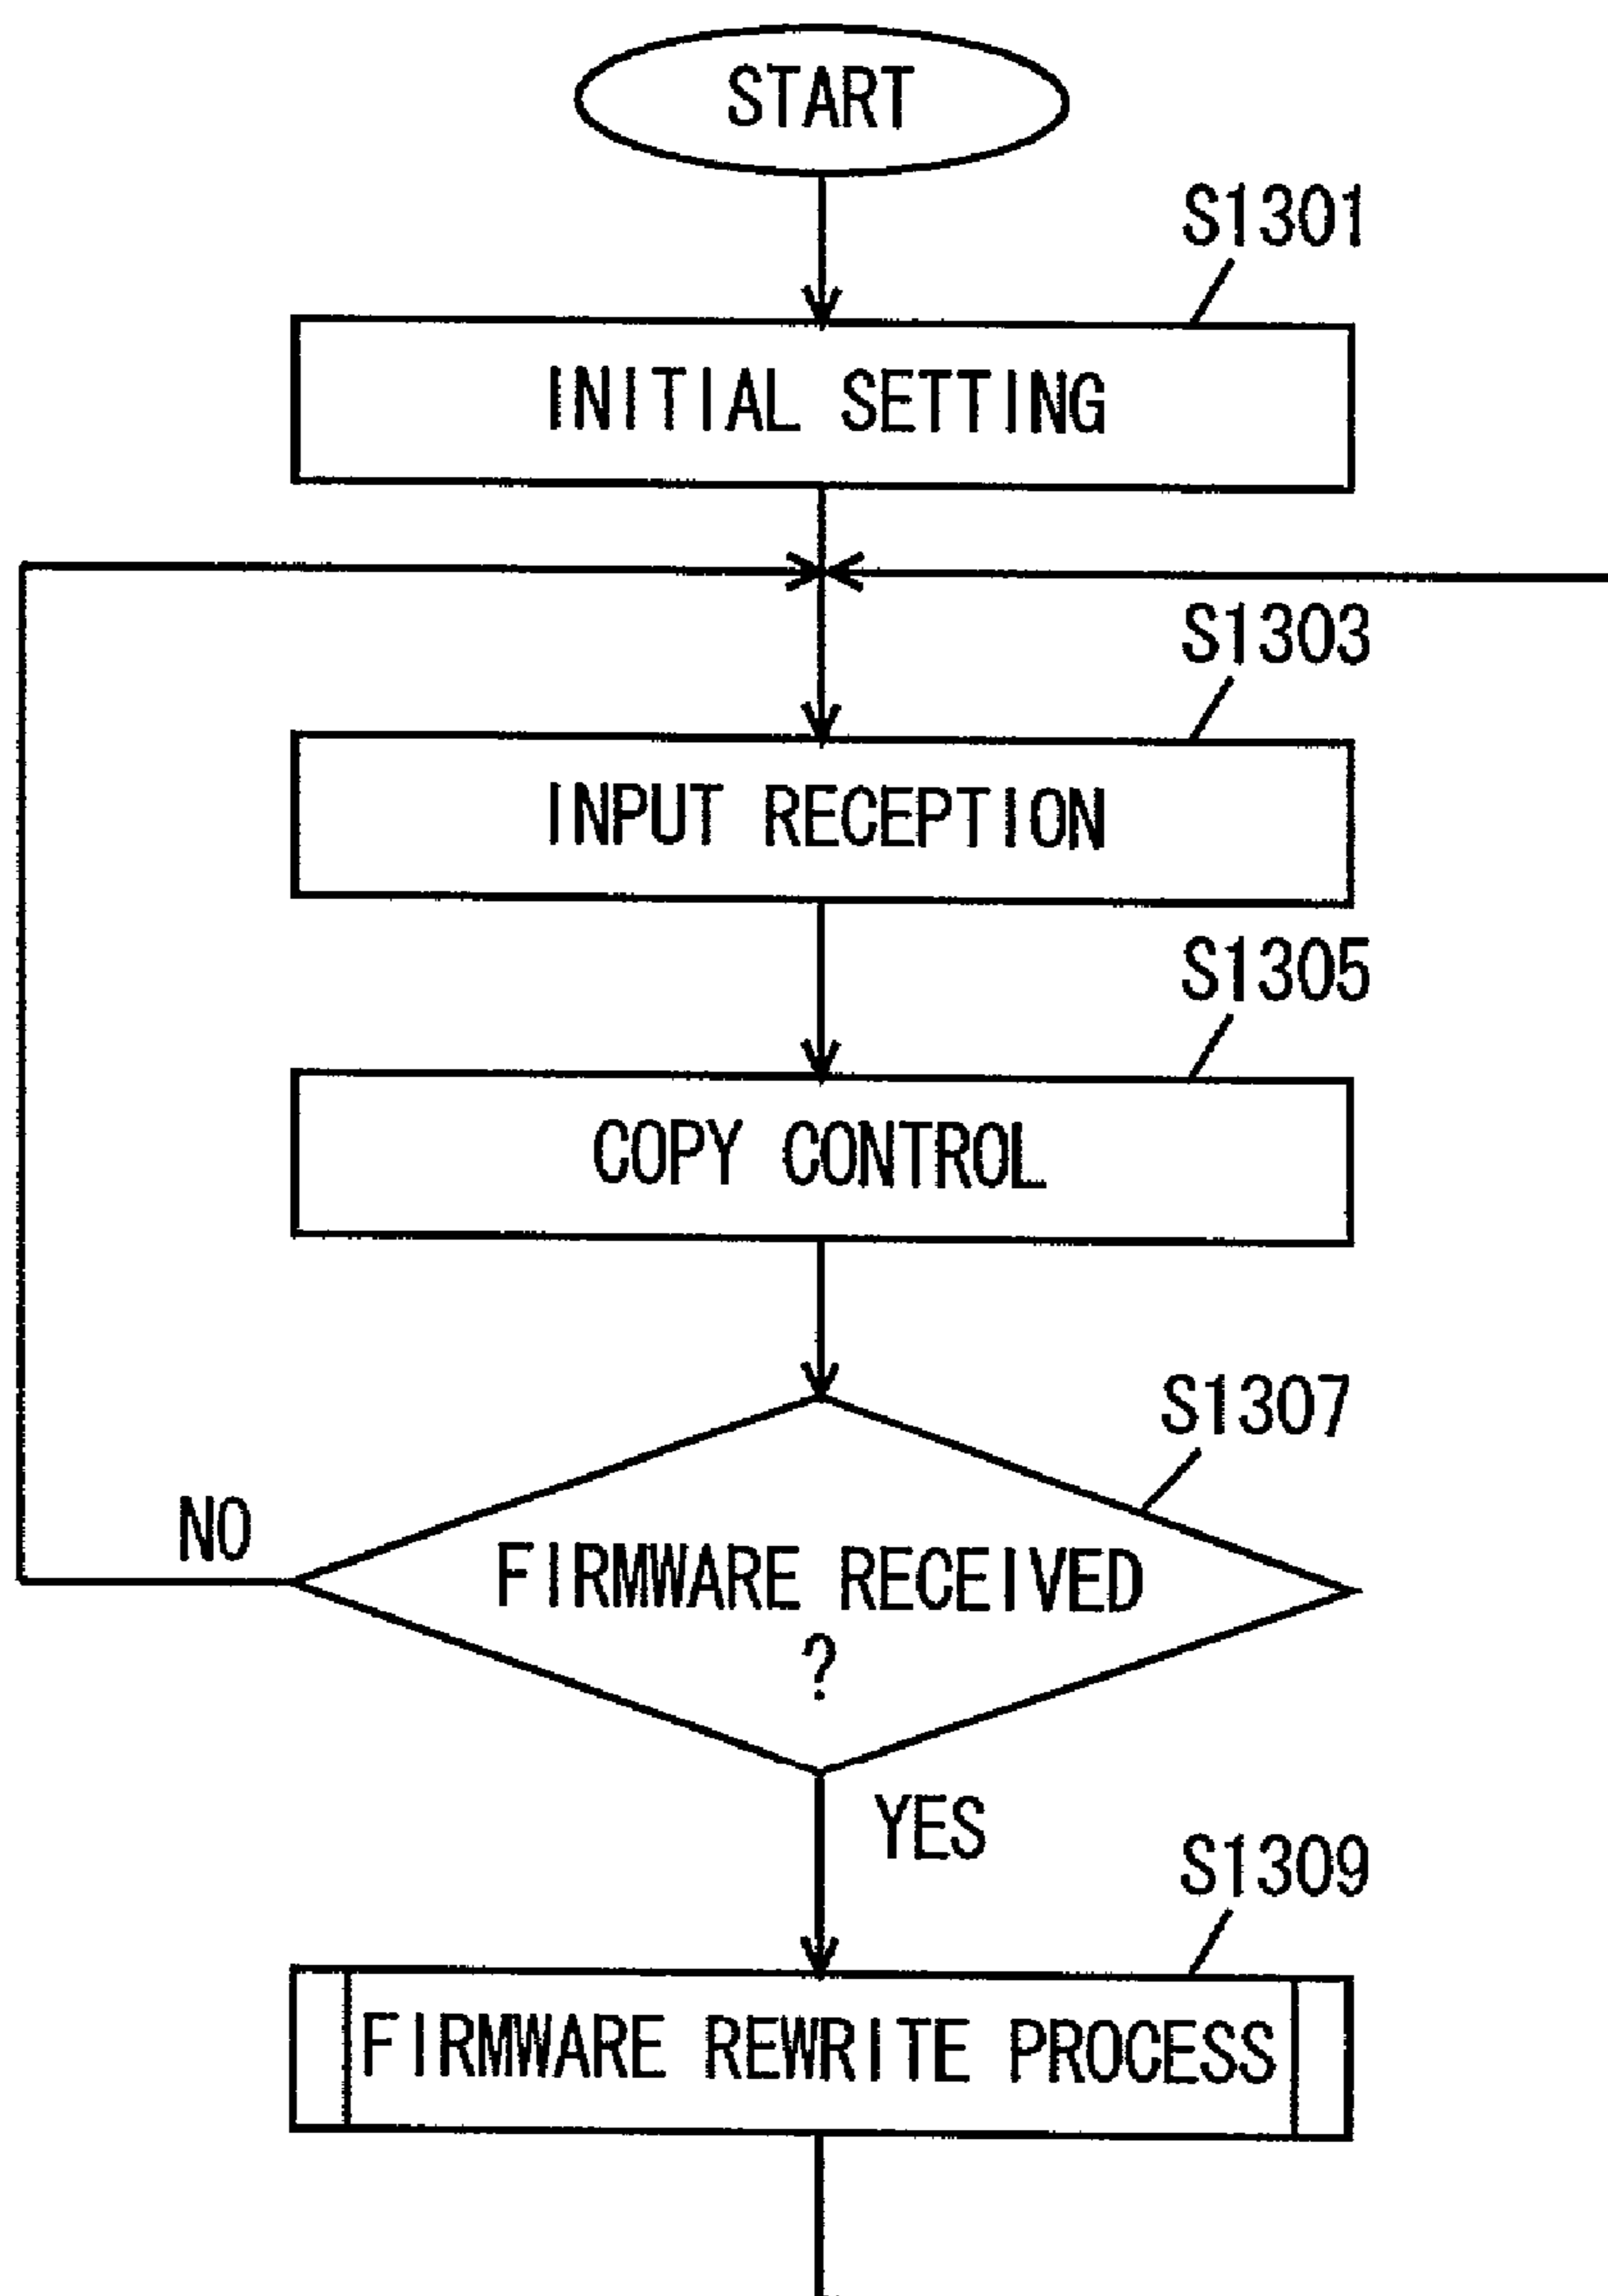 START
S1301
INITIAL SETTING
S1303
INPUT RECEPTION
S1305
COPY CONTROL
S1307
NO
FIRMWARE RECEIVED
?
YES
S1309
FIRMWARE REWRITE PROCESS